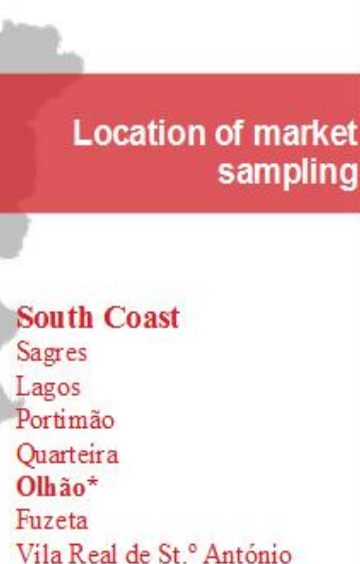 Location of market
sampling
South Coast
Sagres
Lagos
Portimão
Quarteira
Olhão*
Fuzeta
Vila Real de St.º António